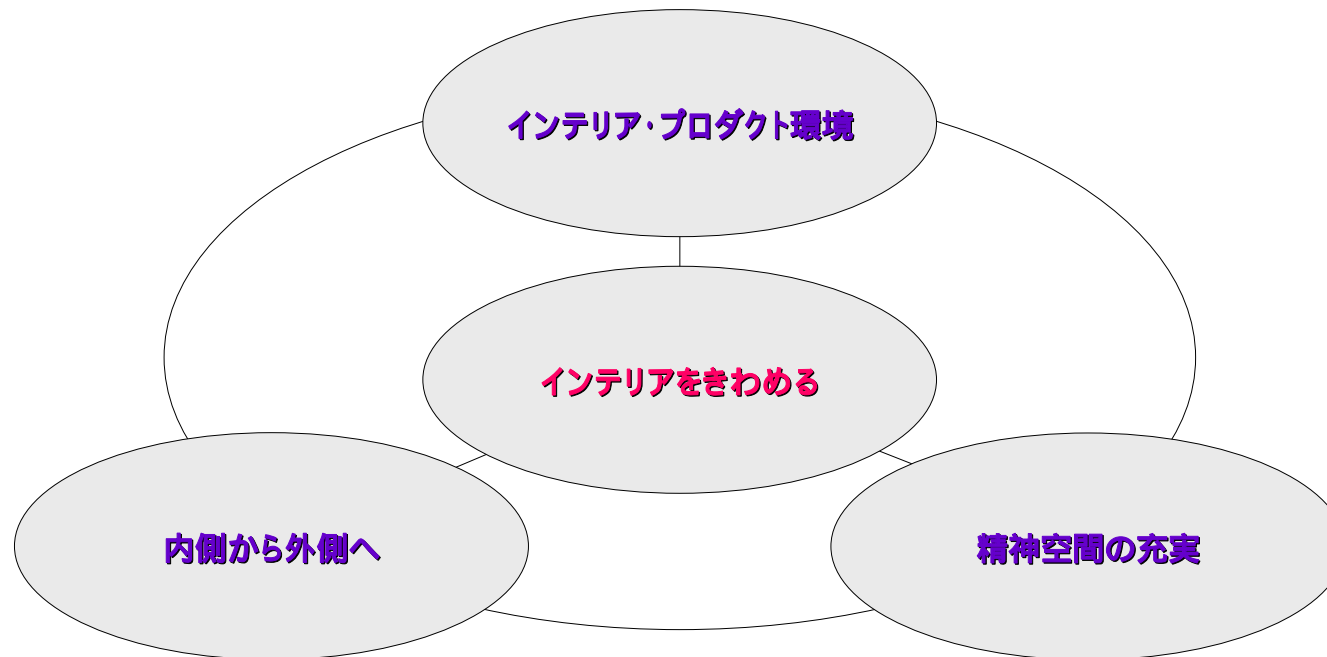 インテリア・プロダクト環境
インテリアをきわめる
内側から外側へ
精神空間の充実